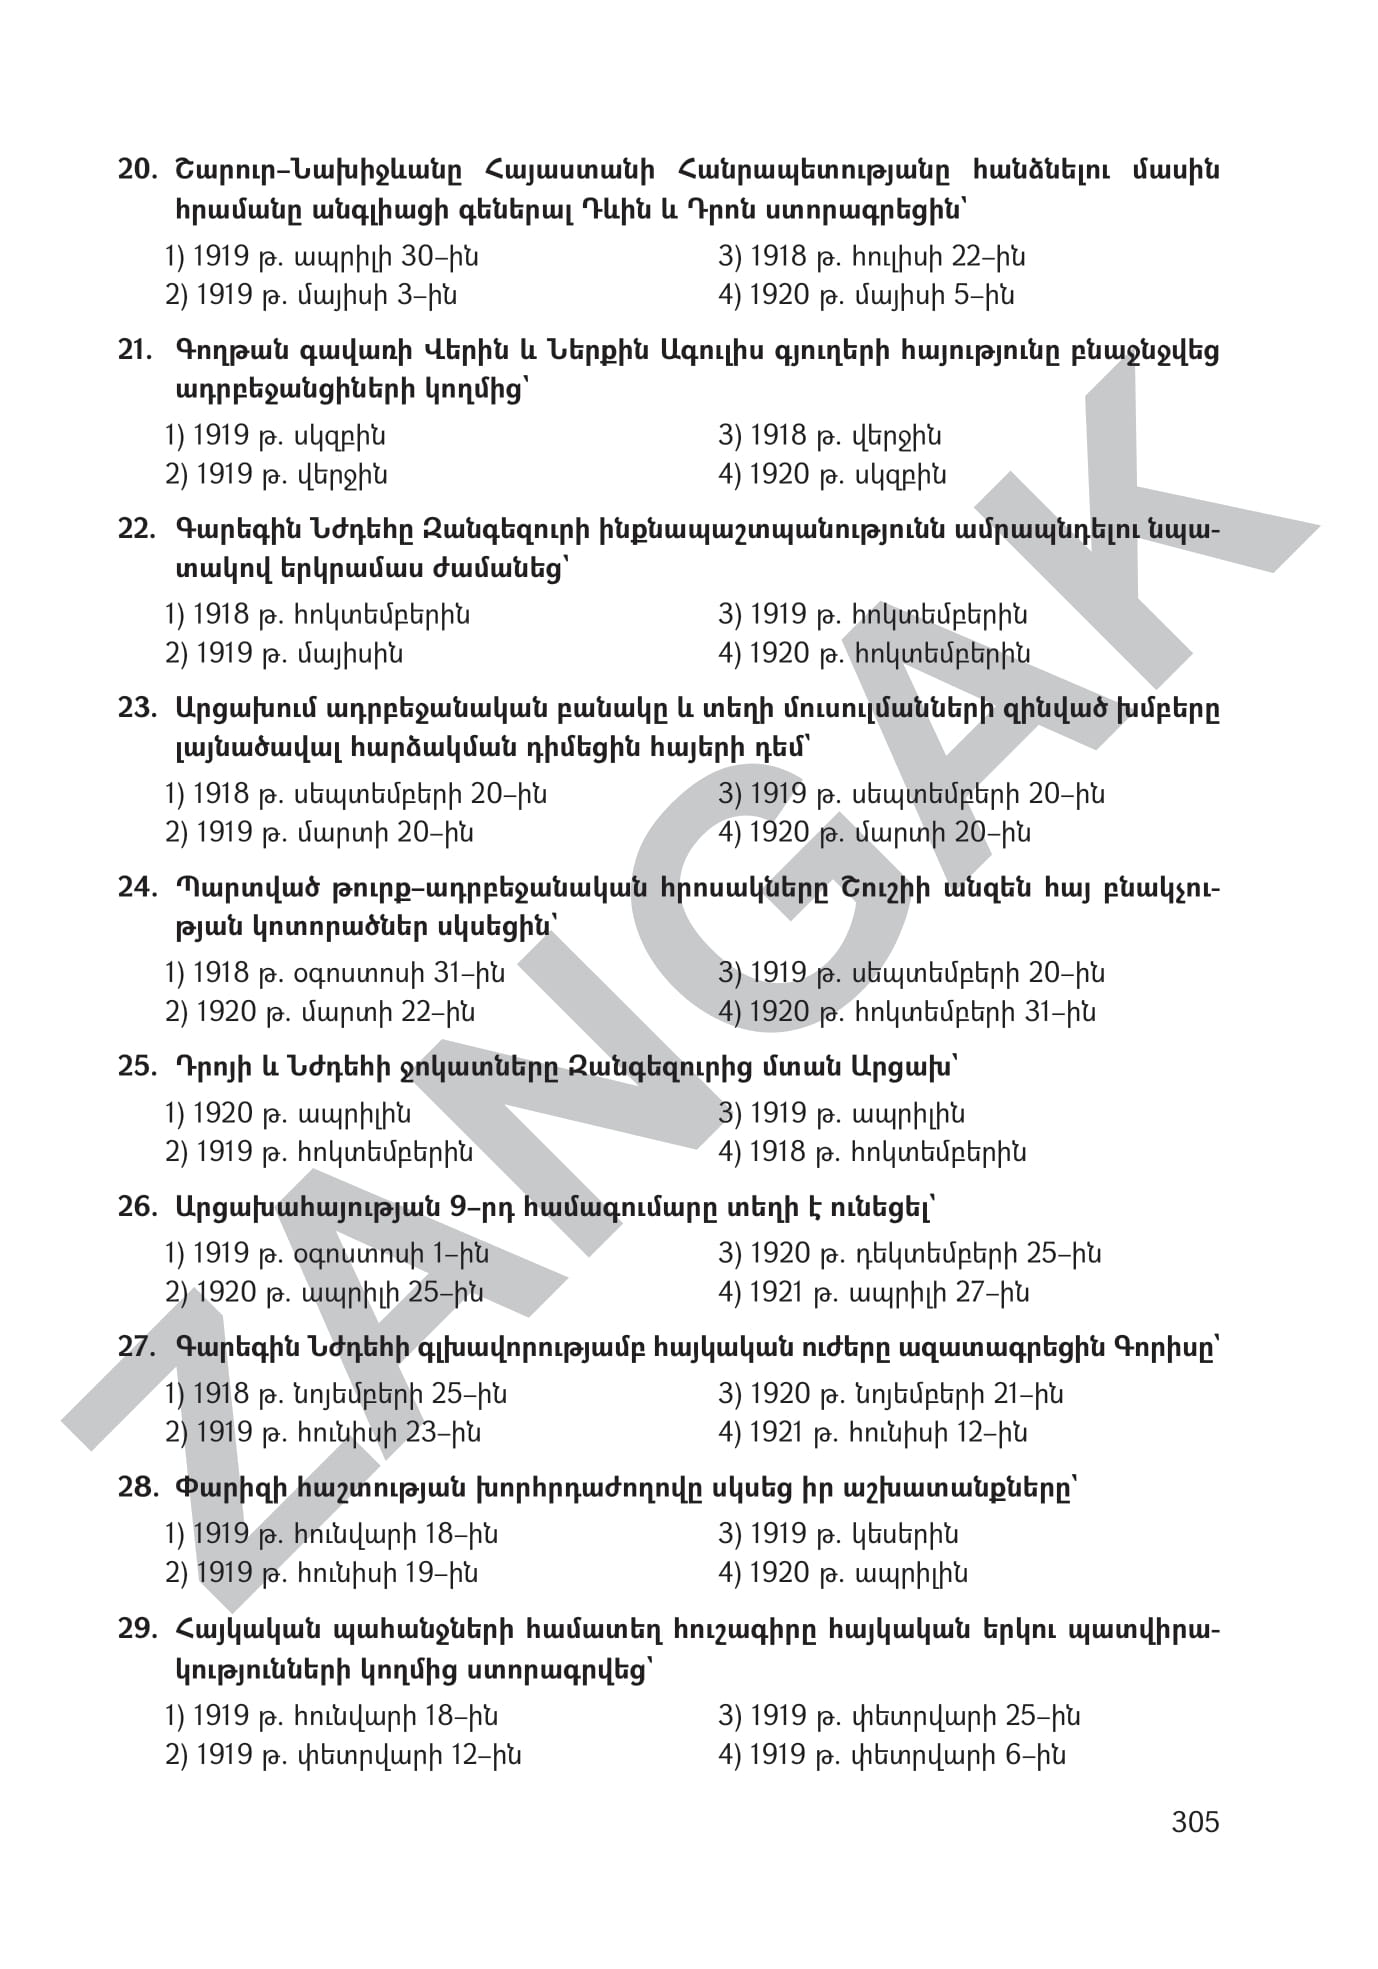 20. Շարուր–Նախիջևանը Հայաստանի Հանրապետությանը հանձնելու մասին
հրամանը անգլիացի գեներալ Դևին և Դրոն ստորագրեցին՝
1) 1919 թ. ապրիլի 30–ին
3) 1918 թ. հուլիսի 22–ին
2) 1919 թ. մայիսի 3–ին
4) 1920 թ. մայիսի 5–ին
21. Գողթան գավառի Վերին և Ներքին Ագուլիս գյուղերի հայությունը բնաջնջվեց
ադրբեջանցիների կողմից՝
1) 1919 թ. սկզբին
3) 1918 թ. վերջին
2) 1919 թ. վերջին
4) 1920 թ. սկզբին
22. Գարեգին Նժդեհը Զանգեզուրի ինքնապաշտպանությունն ամրապնդելու նպա-
տակով երկրամաս ժամանեց՝
1) 1918 թ. հոկտեմբերին
3) 1919 թ. հոկտեմբերին
2) 1919 թ. մայիսին
4) 1920 թ. հոկտեմբերին
23. Արցախում ադրբեջանական բանակը և տեղի մուսուլմանների զինված խմբերը
լայնածավալ հարձակման դիմեցին հայերի դեմ՝
1) 1918 թ. սեպտեմբերի 20–ին
3) 1919 թ. սեպտեմբերի 20–ին
2) 1919 թ. մարտի 20–ին
4) 1920 թ. մարտի 20–ին
24. Պարտված թուրք–ադրբեջանական հրոսակները Շուշիի անզեն հայ բնակչու-
թյան կոտորածներ սկսեցին՝
1) 1918 թ. օգոստոսի 31–ին
3) 1919 թ. սեպտեմբերի 20–ին
2) 1920 թ. մարտի 22–ին
4) 1920 թ. հոկտեմբերի 31–ին
25. Դրոյի և Նժդեհի ջոկատները Զանգեզուրից մտան Արցախ՝
1) 1920 թ. ապրիլին
3) 1919 թ. ապրիլին
2) 1919 թ. հոկտեմբերին
4) 1918 թ. հոկտեմբերին
26. Արցախահայության 9–րդ համագումարը տեղի է ունեցել՝
1) 1919 թ. օգոստոսի 1–ին
3) 1920 թ. դեկտեմբերի 25–ին
2) 1920 թ. ապրիլի 25–ին
4) 1921 թ. ապրիլի 27–ին
27. Գարեգին Նժդեհի գլխավորությամբ հայկական ուժերը ազատագրեցին Գորիսը՝
1) 1918 թ. նոյեմբերի 25–ին
3) 1920 թ. նոյեմբերի 21–ին
2) 1919 թ. հունիսի 23–ին
4) 1921 թ. հունիսի 12–ին
28. Փարիզի հաշտության խորհրդաժողովը սկսեց իր աշխատանքները՝
1) 1919 թ. հունվարի 18–ին
3) 1919 թ. կեսերին
2) 1919 թ. հունիսի 19–ին
4) 1920 թ. ապրիլին
29. Հայկական պահանջների համատեղ հուշագիրը հայկական երկու պատվիրա-
կությունների կողմից ստորագրվեց՝
1) 1919 թ. հունվարի 18–ին
3) 1919 թ. փետրվարի 25–ին
2) 1919 թ. փետրվարի 12–ին
4) 1919 թ. փետրվարի 6–ին
305
ZANGAK